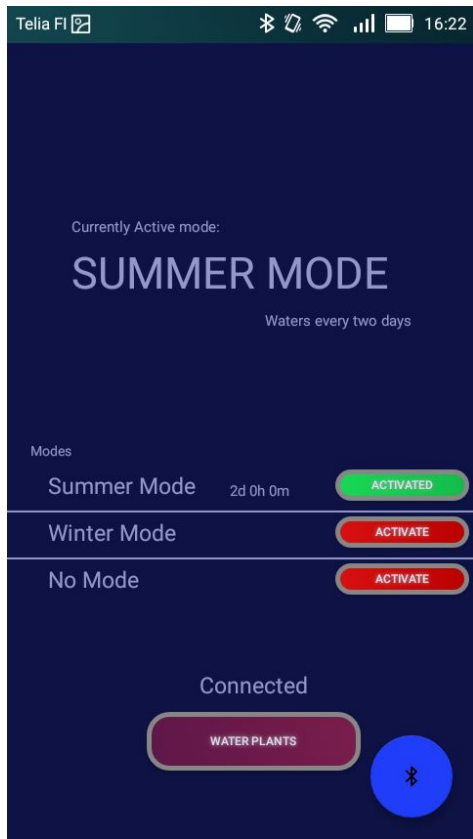 Telia FI 16:22
Currently Active mode:
SUMMER MODE
Waters every two days
Modes
Summer Mode 2d 0h 0m ACTIVATED
Winter Mode ACTIVATE
No Mode ACTIVATE
Connected
WATER PLANTS